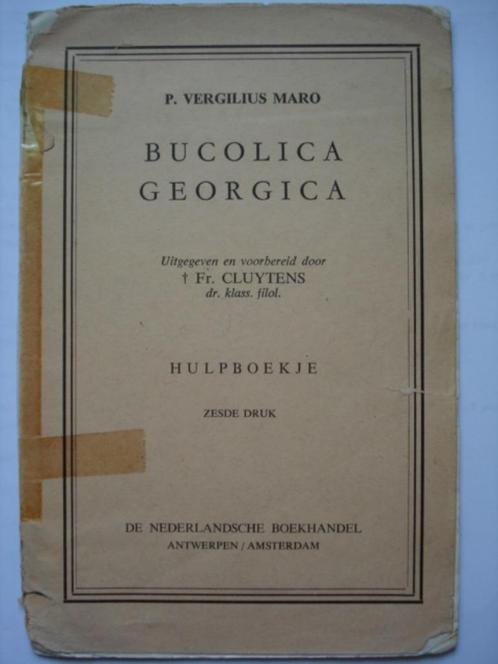 P. VERGILIUS MARO
BUCOLICA
GEORGICA
Uitgegeven en voorbereid door
† Fr. CLUYTENS
dr. klass. filol.
HULPBOEKJE
ZESDE DRUK
DE NEDERLANDSCHE BOEKHANDEL
ANTWERPEN / AMSTERDAM